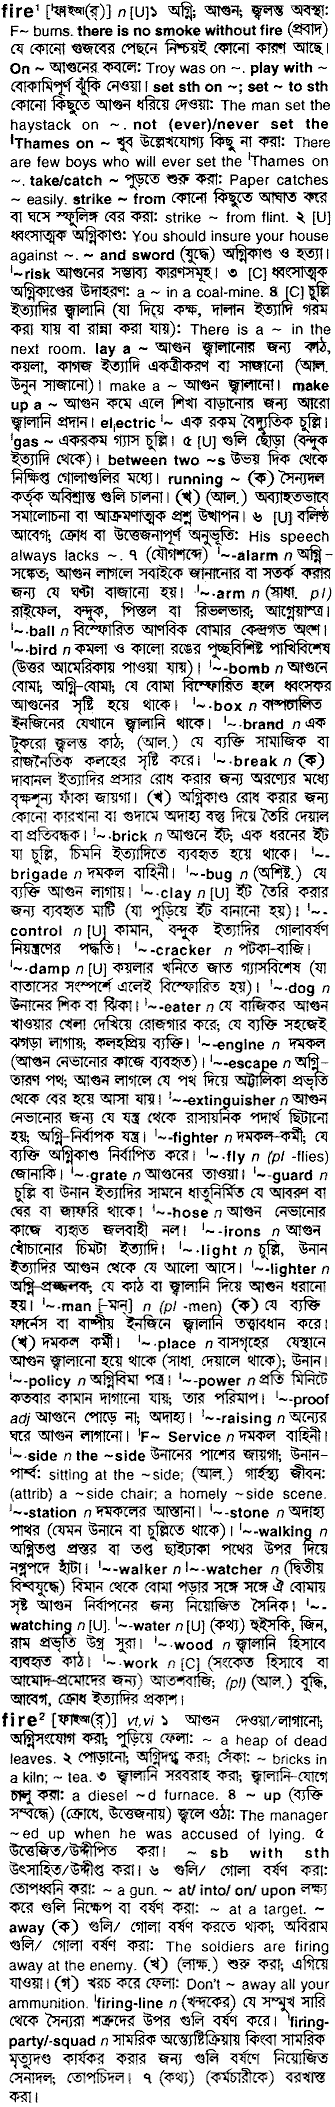 fire¹ [ˈফাইআ(র্)] n [U] ১ অগ্নি; আগুন; জ্বলন্ত অবস্থা:
F~ burns. there is no smoke without fire (প্রবাদ)
যে কোনো গুজবের পেছনে নিশ্চয়ই কোনো কারণ আছে।
On ~ আগুনের কবলে: Troy was on ~. play with ~
বোকামিপূর্ণ ঝুঁকি নেওয়া। set sth on ~; set ~ to sth
কোনো কিছুতে আগুন ধরিয়ে দেওয়া: The man set the
haystack on ~. not (ever)/never set the
ˈThames on ~ খুব উল্লেখযোগ্য কিছু না করা: There
are few boys who will ever set the ˈThames on
~. take/catch ~ পুড়তে শুরু করা: Paper catches
~ easily. strike ~ from কোনো কিছুতে আঘাত করে
বা ঘসে স্ফুলিঙ্গ বের করা: strike ~ from flint. ২ [U]
ধ্বংসাত্মক অগ্নিকাণ্ড: You should insure your house
against ~. ~ and sword (যুদ্ধে) অগ্নিকাণ্ড ও হত্যা।
ˈ~risk আগুনের সম্ভাব্য কারণসমূহ। ৩ [C] ধ্বংসাত্মক
অগ্নিকাণ্ডের উদাহরণ: a ~ in a coal-mine. ৪ [C] চুল্লি
ইত্যাদির জ্বালানি (যা দিয়ে কক্ষ, দালান ইত্যাদি গরম
করা যায় বা রান্না করা যায়): There is a ~ in the
next room. lay a ~ আগুন জ্বালানোর জন্য কাঠ,
কয়লা, কাগজ ইত্যাদি একত্রীকরণ বা সাজানো (আল.
উনুন সাজানো)। make a ~ আগুন জ্বালানো। make
up a ~ আগুন কমে এলে শিখা বাড়ানোর জন্য আরো
জ্বালানি প্রদান। eˌlectric ~ এক রকম বৈদ্যুতিক চুল্লি।
ˈgas ~ একরকম গ্যাস চুল্লি। ৫ [U] গুলি ছোঁড়া (বন্দুক
ইত্যাদি থেকে)। between two ~s উভয় দিক থেকে
নিক্ষিপ্ত গোলাগুলির মধ্যে। running ~ (ক) সৈন্যদল
কর্তৃক অবিশ্রান্ত গুলি চালনা। (খ) (আল.) অব্যাহতভাবে
সমালোচনা বা আক্রমণাত্মক প্রশ্ন উত্থাপন। ৬ [U] বলিষ্ঠ
আবেগ; ক্রোধ বা উত্তেজনাপূর্ণ অনুভূতি: His speech
always lacks ~. ৭ (যৌগশব্দে) ˈ~-alarm n অগ্নি-
সঙ্কেত; আগুন লাগলে সবাইকে জানানোর বা সতর্ক করার
জন্য যে ঘণ্টা বাজানো হয়। ˈ~-arm n (সাধা. pl)
রাইফেল, বন্দুক, পিস্তল বা রিভলভার; আগ্নেয়াস্ত্র।
ˈ~-ball n বিস্ফোরিত আণবিক বোমার কেন্দ্রগত অংশ।
ˈ~-bird n কমলা ও কালো রঙের পুচ্ছবিশিষ্ট পাখিবিশেষ
(উত্তর আমেরিকায় পাওয়া যায়)। ˈ~-bomb n আগুনে
বোমা; অগ্নি-বোমা; যে বোমা বিস্ফোরিত হলে ধ্বংসকর
আগুনের সৃষ্টি হয়ে থাকে। ˈ~-box n বাষ্পচালিত
ইনজিনের যেখানে জ্বালানি থাকে। ˈ~-brand n এক
টুকরো জ্বলন্ত কাঠ; (আল.) যে ব্যক্তি সামাজিক বা
রাজনৈতিক কলহের সৃষ্টি করে। ˈ~-break n (ক)
দাবানল ইত্যাদির প্রসার রোধ করার জন্য অরণ্যের মধ্যে
বৃক্ষশূন্য ফাঁকা জায়গা। (খ) অগ্নিকাণ্ড রোধ করার জন্য
কোনো কারখানা বা গুদামে অদাহ্য বস্তু দিয়ে তৈরি দেয়াল
বা প্রতিবন্ধক। ˈ~-brick n আগুনে ইট; এক ধরনের ইট
যা চুল্লি, চিমনি ইত্যাদিতে ব্যবহৃত হয়ে থাকে। ˈ~-
brigade n দমকল বাহিনী। ˈ~-bug n (অশিষ্ট.) যে
ব্যক্তি আগুন লাগায়। ˈ~-clay n [U] ইট তৈরি করার
জন্য ব্যবহৃত মাটি (যা পুড়িয়ে ইট বানানো হয়)। ˈ~-
control n [U] কামান, বন্দুক ইত্যাদির গোলাবর্ষণ
নিয়ন্ত্রণের পদ্ধতি। ˈ~-cracker n পটকা-বাজি।
ˈ~-damp n [U] কয়লার খনিতে জাত গ্যাসবিশেষ (যা
বাতাসের সংস্পর্শে এলেই বিস্ফোরিত হয়)। ˈ~-dog n
উনানের শিক বা ঝিঁকা। ˈ~-eater n যে বাজিকর আগুন
খাওয়ার খেলা দেখিয়ে রোজগার করে; যে ব্যক্তি সহজেই
ঝগড়া লাগায়; কলহপ্রিয় ব্যক্তি। ˈ~-engine n দমকল
(আগুন নেভানোর কাজে ব্যবহৃত)। ˈ~-escape n অগ্নি-
তারণ পথ; আগুন লাগলে যে পথ দিয়ে অট্টালিকা প্রভৃতি
থেকে বের হয়ে আসা যায়। ˈ~-extinguisher n আগুন
নেভানোর জন্য যে যন্ত্র থেকে রাসায়নিক পদার্থ ছিটানো
হয়; অগ্নি-নির্বাপক যন্ত্র। ˈ~-fighter n দমকল-কর্মী; যে
ব্যক্তি অগ্নিকাণ্ড নির্বাপিত করে। ˈ~-fly n (pl -flies)
জোনাকি। ˈ~-grate n আগুনের তাওয়া। ˈ~-guard n
চুল্লি বা উনান ইত্যাদির সামনে ধাতুনির্মিত যে আবরণ বা
ঘের বা জাফরি থাকে। ˈ~-hose n আগুন নেভানোর
কাজে ব্যহৃত জলবাহী নল। ˈ~-irons n আগুন
খোঁচানোর চিমটা ইত্যাদি। ˈ~-light n চুল্লি, উনান
ইত্যাদির আগুন থেকে যে আলো আসে। ˈ~-lighter n
অগ্নি-প্রজ্জলক; যে কাঠ বা জ্বালানি দিয়ে আগুন ধরানো
হয়। ˈ~-man [-মান্] n (pl -men) (ক) যে ব্যক্তি
ফার্নেস বা বাষ্পীয় ইনজিনে জ্বালানি তত্ত্বাবধান করে।
(খ) দমকল কর্মী। ˈ~-place n বাসগৃহের যেস্থানে
আগুন জ্বালানো হয়ে থাকে (সাধা. দেয়ালে থাকে); উনান।
ˈ~-policy n অগ্নিবিমা পত্র। ˈ~-power n প্রতি মিনিটে
কতবার কামান দাগানো যায়; তার পরিমাপ। ˈ~-proof
adj আগুনে পোড়ে না; অদাহ্য। ˈ~-raising n অন্যের
ঘরে আগুন লাগানো। ˈF~ Service n দমকল বাহিনী।
ˈ~-side n the ~side উনানের পাশের জায়গা; উনান-
পার্শ্ব: sitting at the ~side; (আল.) গার্হস্থ্য জীবন:
(attrib) a ~side chair; a homely ~side scene.
ˈ~-station n দমকলের আস্তানা। ˈ~-stone n অদাহ্য
পাথর (যেমন উনানে বা চুল্লিতে থাকে)। ˈ~-walking n
অগ্নিতপ্ত প্রস্তর বা তপ্ত ছাইঢাকা পথের উপর দিয়ে
নগ্নপদে হাঁটা। ˈ~-walker n ˈ~-watcher n (দ্বিতীয়
বিশ্বযুদ্ধে) বিমান থেকে বোমা পড়ার সঙ্গে সঙ্গে ঐ বোমায়
সৃষ্ট আগুন নির্বাপনের জন্য নিয়োজিত সৈনিক। ˈ~-
watching n [U]. ˈ~-water n [U] (কথ্য) হুইসকি, জিন,
রাম প্রভৃতি উগ্র সুরা। ˈ~-wood n জ্বালানি হিসাবে
ব্যবহৃত কাঠ। ˈ~-work n [C] (সংকেত হিসাবে বা
আমোদ-প্রমোদের জন্য) আতশবাজি; (pl) (আল.) বুদ্ধি,
আবেগ, ক্রোধ ইত্যাদির প্রকাশ।
fire² [ফাইআ(র্)] vt,vi ১ আগুন দেওয়া/লাগানো;
অগ্নিসংযোগ করা; পুড়িয়ে ফেলা: ~ a heap of dead
leaves. ২ পোড়ানো; অগ্নিদগ্ধ করা; সেঁকা: ~ bricks in
a kiln; ~ tea. ৩ জ্বালানি সরবরাহ করা; জ্বালানি-যোগে
চালু করা: a diesel ~d furnace. ৪ ~ up (ব্যক্তি
সম্বন্ধে) (ক্রোধে, উত্তেজনায়) জ্বলে ওঠা: The manager
~ed up when he was accused of lying. ৫
উত্তেজিত/উদ্দীপিত করা। ~ sb with sth
উৎসাহিত/উদ্দীপ্ত করা। ৬ গুলি/ গোলা বর্ষণ করা:
তোপধ্বনি করা: ~ a gun. ~ at/ into/ on/ upon লক্ষ্য
করে গুলি নিক্ষেপ বা বর্ষণ করা: ~ at a target. ~
away (ক) গুলি/ গোলা বর্ষণ করতে থাকা; অবিরাম
গুলি/ গোলা বর্ষণ করা: The soldiers are firing
away at the enemy. (খ) (লাক্ষ.) শুরু করা; এগিয়ে
যাওয়া। (গ) খরচ করে ফেলা: Don't ~ away all your
ammunition. ˈfiring-line n (খন্দকের) যে সম্মুখ সারি
থেকে সৈন্যরা শত্রুদের উপর গুলি বর্ষণ করে। ˈfiring-
party/-squad n সামরিক অন্ত্যেষ্টিক্রিয়ায় কিংবা সামরিক
মৃত্যুদণ্ড কার্যকর করার জন্য গুলি বর্ষণে নিয়োজিত
সেনাদল; তোপচিদল। ৭ (কথ্য) (কর্মচারীকে) বরখাস্ত
করা।